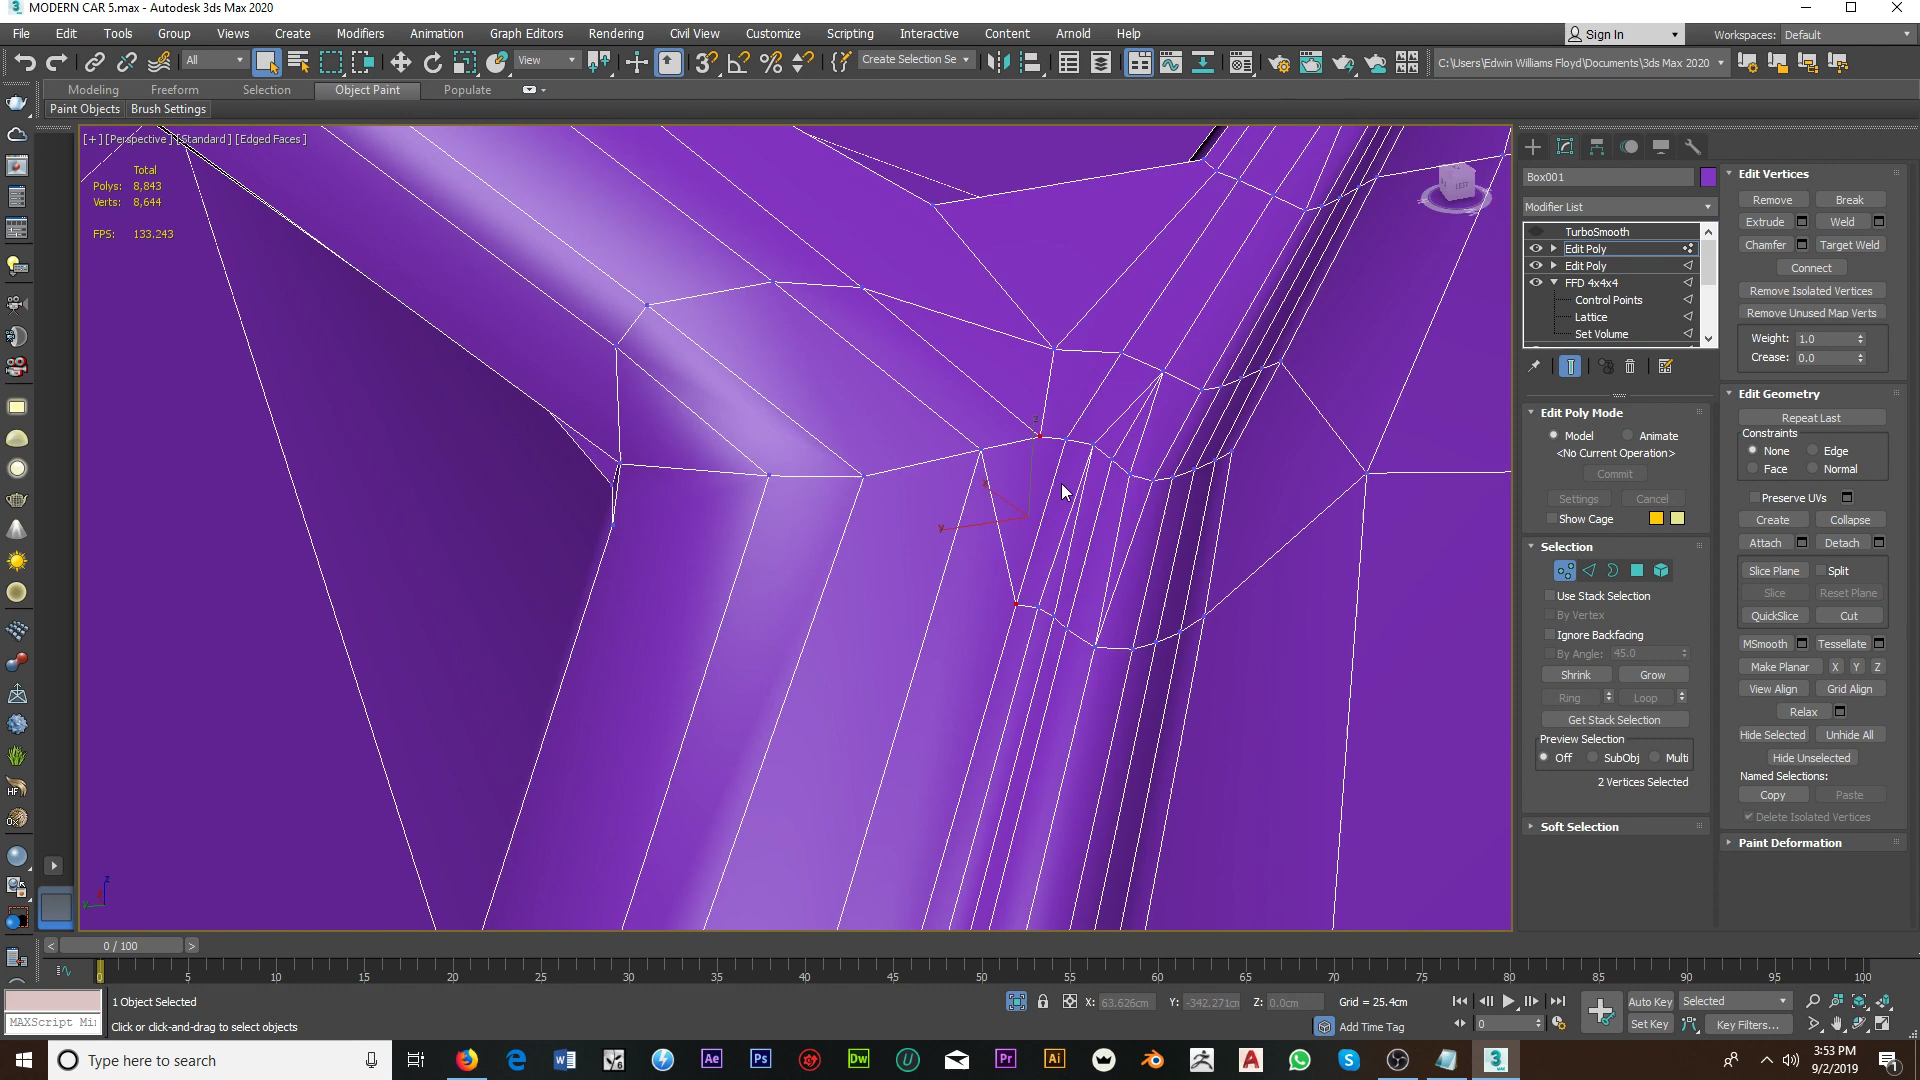 MODERN CAR 5.max - Autodesk 3ds Max 2020
File Edit Tools Group Views Create Modifiers Animation Graph Editors Rendering Civil View Customize Scripting Interactive Content Arnold Help
Sign In
Workspaces: Default
All
View
Create Selection Se
C:\Users\Edwin Williams Floyd\Documents\3ds Max 2020
Modeling Freeform Selection Object Paint Populate
Paint Objects Brush Settings
[+] [Perspective] [Standard] [Edged Faces]
Total
Polys: 8,843
Verts: 8,644
FPS: 133.243
LEFT
z
x
y
z
y
Box001
Modifier List
TurboSmooth
Edit Poly
Edit Poly
FFD 4x4x4
Control Points
Lattice
Set Volume
Edit Poly Mode
Model Animate
<No Current Operation>
Commit
Settings Cancel
Show Cage
Selection
Use Stack Selection
By Vertex
Ignore Backfacing
By Angle: 45.0
Shrink Grow
Ring Loop
Get Stack Selection
Preview Selection
Off SubObj Multi
2 Vertices Selected
Soft Selection
Edit Vertices
Remove Break
Extrude Weld
Chamfer Target Weld
Connect
Remove Isolated Vertices
Remove Unused Map Verts
Weight: 1.0
Crease: 0.0
Edit Geometry
Repeat Last
Constraints
None Edge
Face Normal
Preserve UVs
Create Collapse
Attach Detach
Slice Plane Split
Slice Reset Plane
QuickSlice Cut
MSmooth Tessellate
Make Planar X Y Z
View Align Grid Align
Relax
Hide Selected Unhide All
Hide Unselected
Named Selections:
Copy Paste
Delete Isolated Vertices
Paint Deformation
< 0 / 100 >
0 5 10 15 20 25 30 35 40 45 50 55 60 65 70 75 80 85 90 95 100
1 Object Selected
X: 63.626cm Y: -342.271cm Z: 0.0cm Grid = 25.4cm
Auto Key Selected
MAXScript Mi
Click or click-and-drag to select objects
Add Time Tag
0
Set Key Key Filters...
Type here to search
3:53 PM
9/2/2019